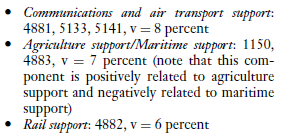 • Communications and air transport support:
4881, 5133, 5141, v = 8 percent
• Agriculture support/Maritime support: 1150,
4883, v = 7 percent (note that this com-
ponent is positively related to agriculture
support and negatively related to maritime
support)
• Rail support: 4882, v = 6 percent